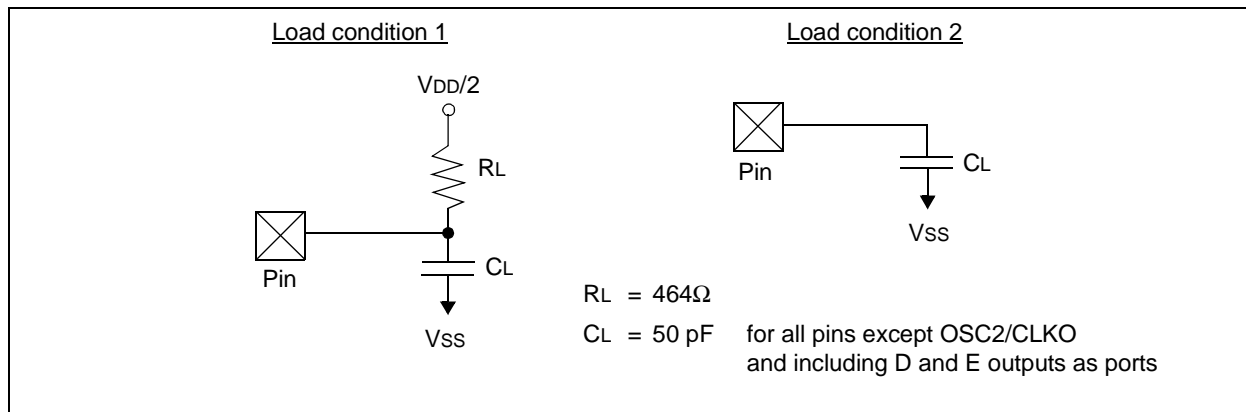 Load condition 1
VDD/2
RL
Pin
CL
VSS
Load condition 2
Pin
CL
VSS
RL = 464Ω
CL = 50 pF for all pins except OSC2/CLKO
and including D and E outputs as ports